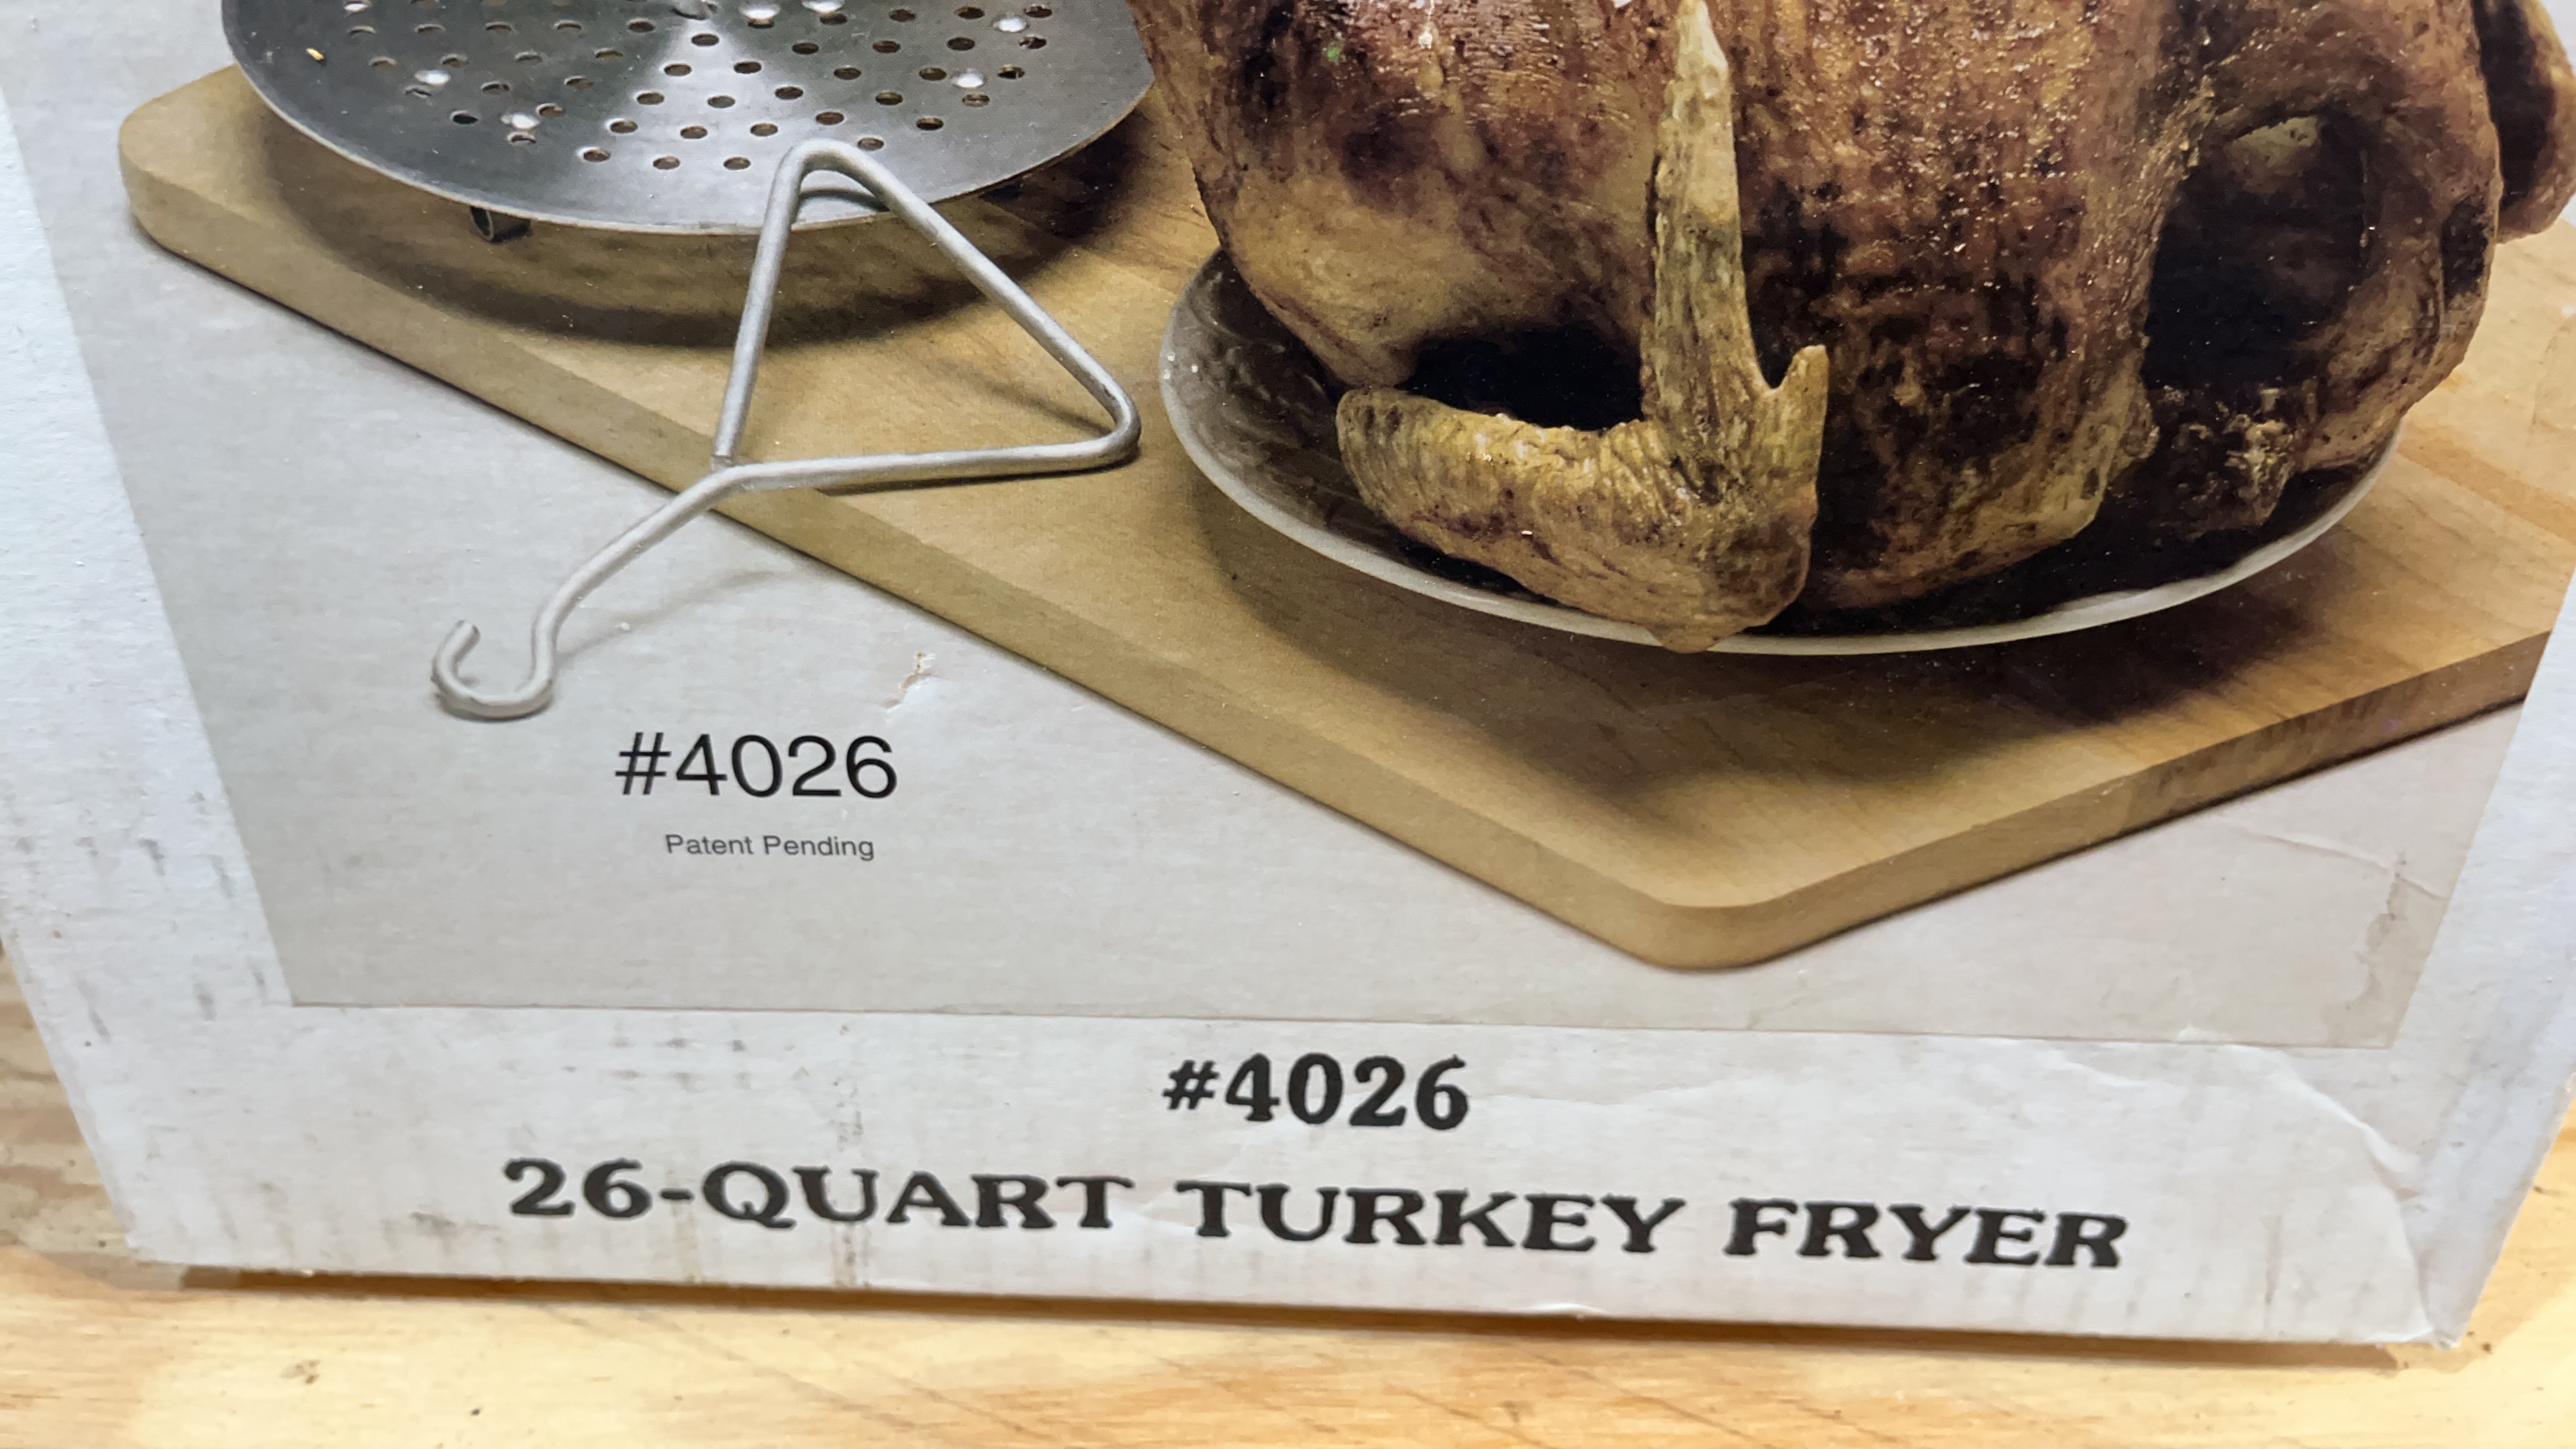 #4026
Patent Pending
#4026
26-QUART TURKEY FRYER